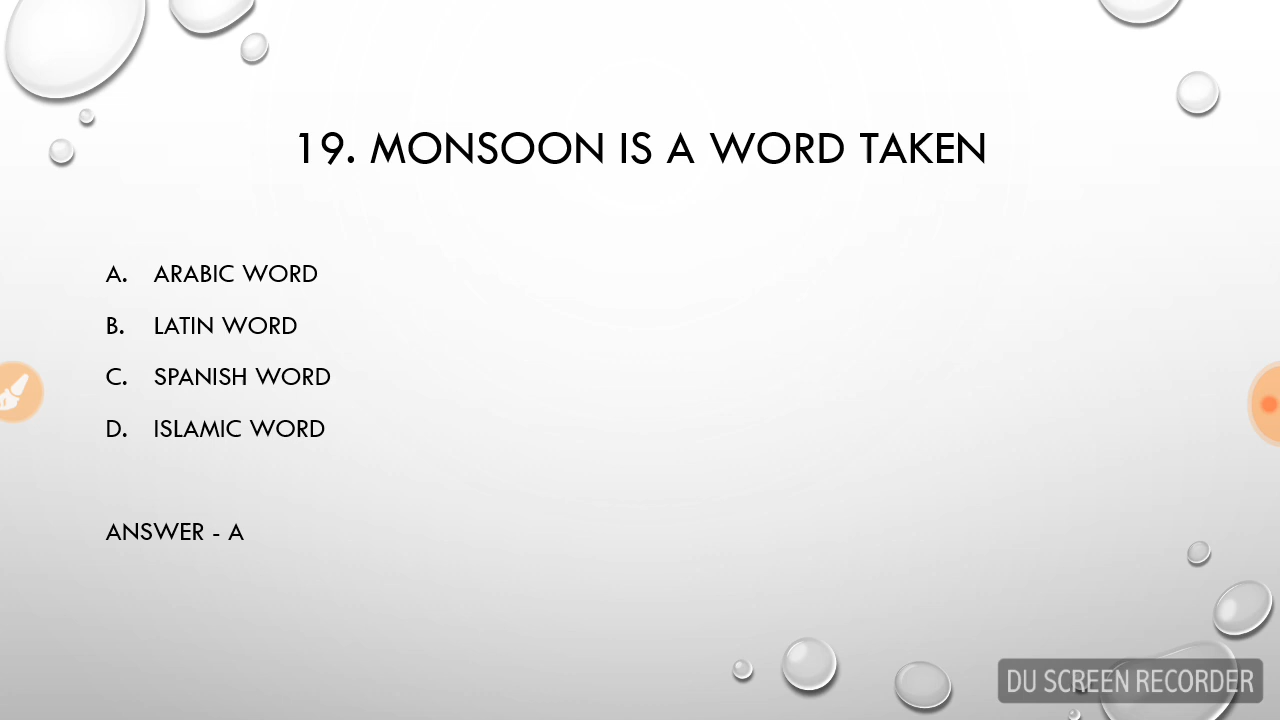 19. MONSOON IS A WORD TAKEN
A. ARABIC WORD
B. LATIN WORD
C. SPANISH WORD
D. ISLAMIC WORD
ANSWER - A
DU SCREEN RECORDER